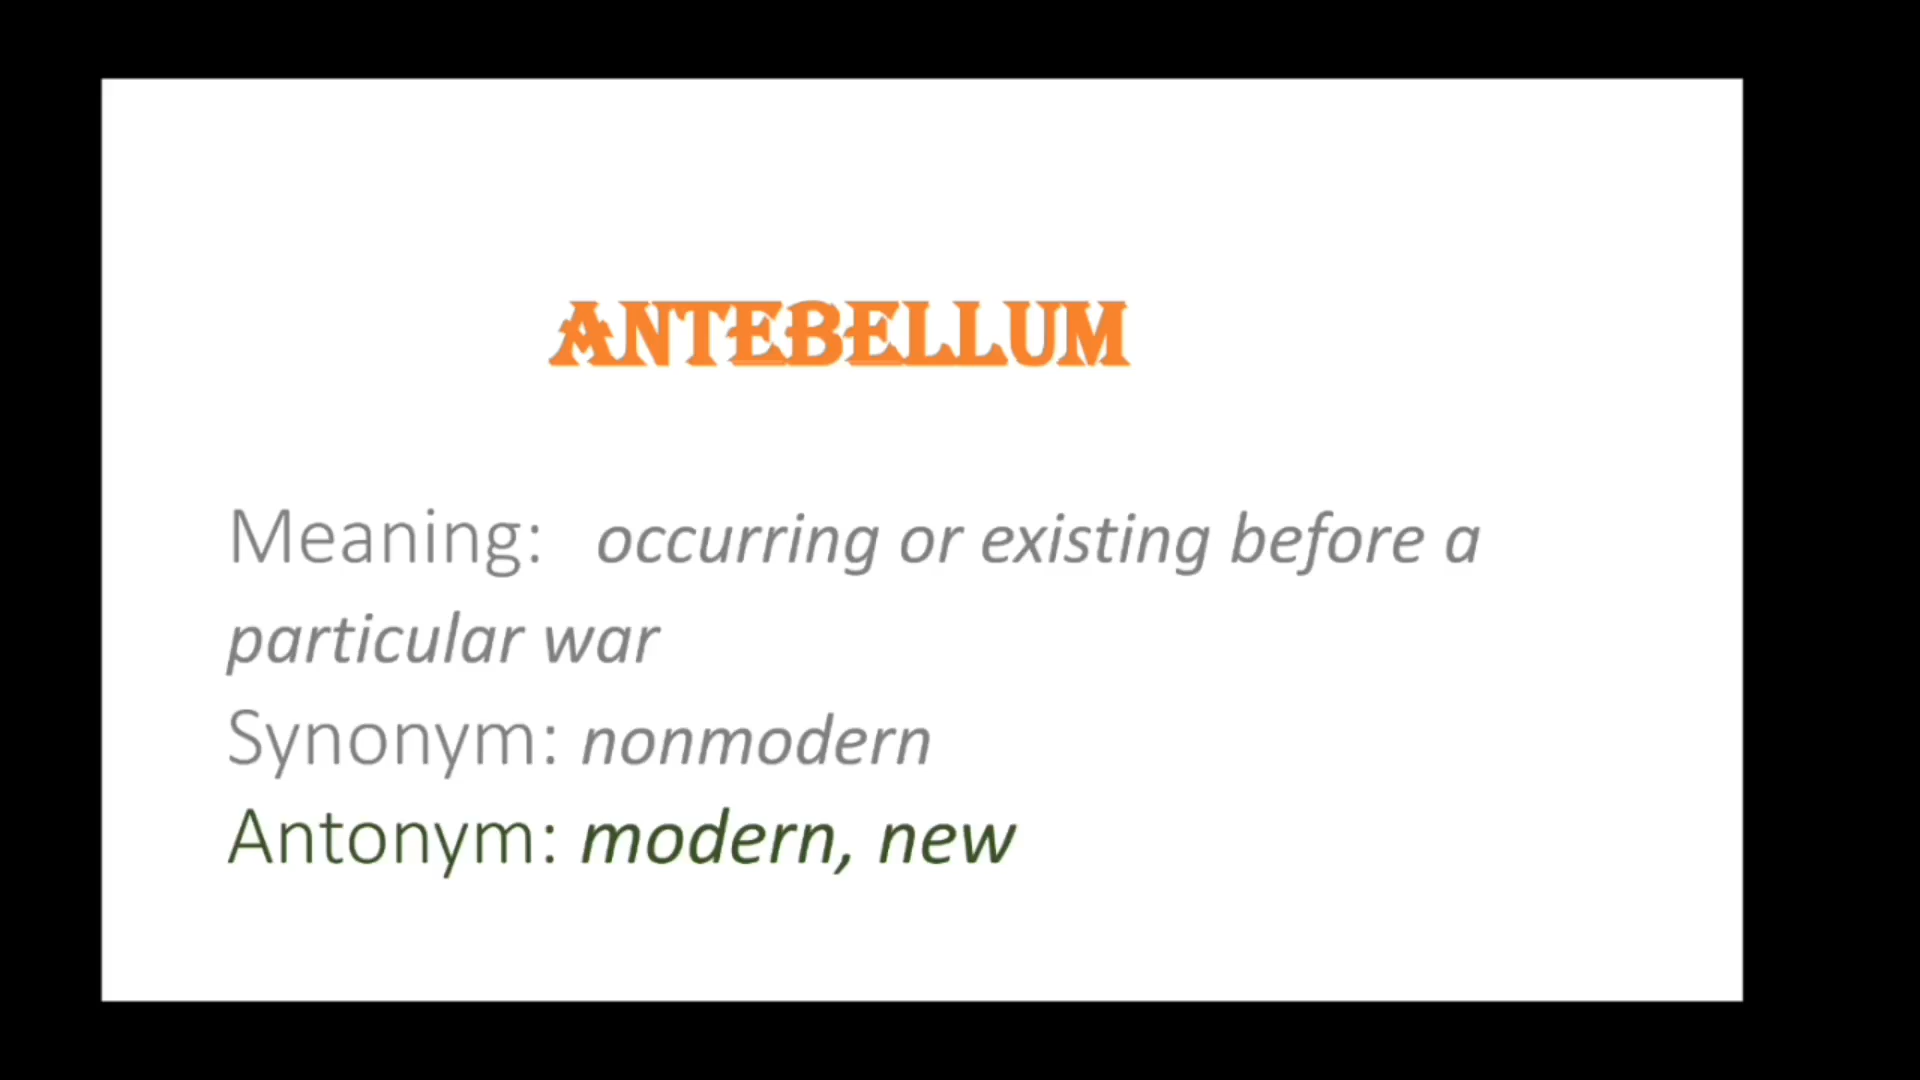 ANTEBELLUM
Meaning: occurring or existing before a
particular war
Synonym: nonmodern
Antonym: modern, new